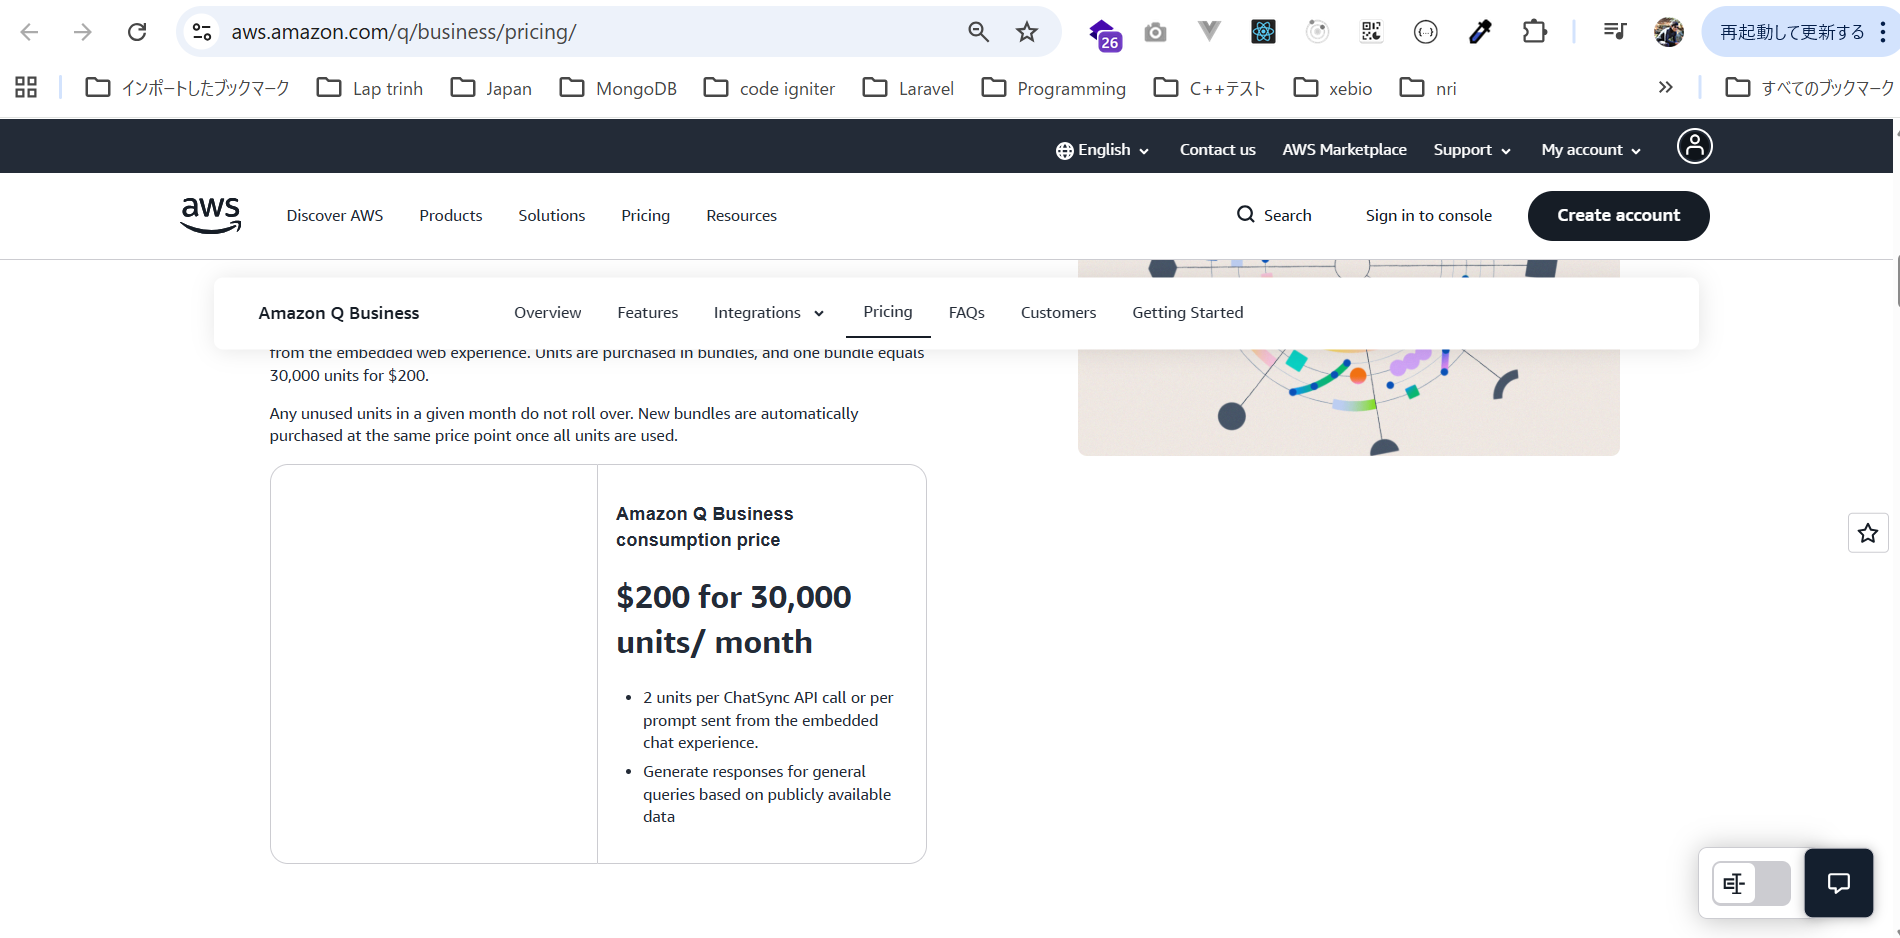 aws.amazon.com/q/business/pricing/
26
再起動して更新する
インポートしたブックマーク
Lap trinh
Japan
MongoDB
code igniter
Laravel
Programming
C++テスト
xebio
nri
すべてのブックマーク
English
Contact us
AWS Marketplace
Support
My account
aws
Discover AWS
Products
Solutions
Pricing
Resources
Search
Sign in to console
Create account
Amazon Q Business
Overview
Features
Integrations
Pricing
FAQs
Customers
Getting Started
from the embedded web experience. Units are purchased in bundles, and one bundle equals
30,000 units for $200.
Any unused units in a given month do not roll over. New bundles are automatically
purchased at the same price point once all units are used.
Amazon Q Business
consumption price
$200 for 30,000
units/ month
2 units per ChatSync API call or per
prompt sent from the embedded
chat experience.
Generate responses for general
queries based on publicly available
data